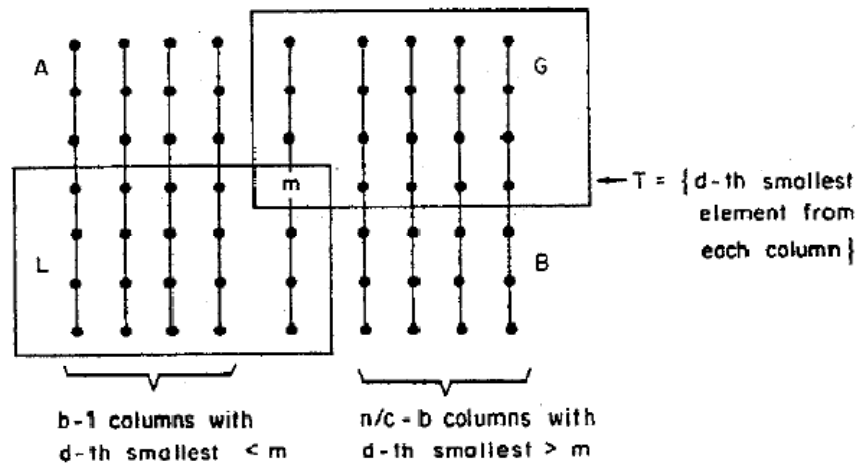 A
G
m
T = {d-th smallest
element from
each column}
L
B
b-1 columns with
d-th smallest < m
n/c - b columns with
d-th smallest > m